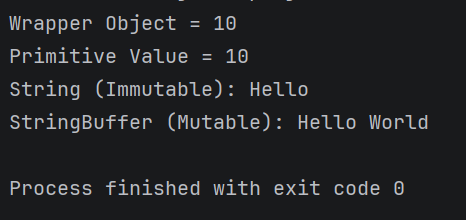 Wrapper Object = 10
Primitive Value = 10
String (Immutable): Hello
StringBuffer (Mutable): Hello World
Process finished with exit code 0